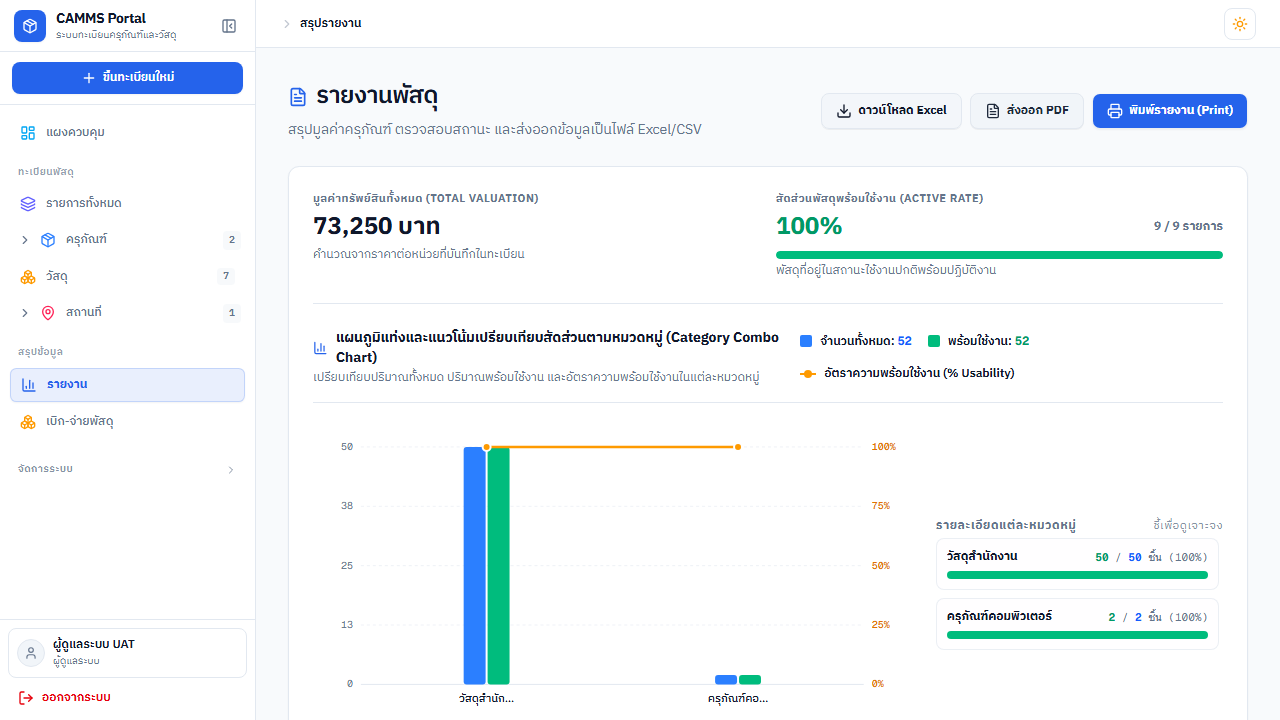 CAMMS Portal
ระบบทะเบียนครุภัณฑ์และวัสดุ
ขึ้นทะเบียนใหม่
แผงควบคุม
ทะเบียนพัสดุ
รายการทั้งหมด
ครุภัณฑ์ 2
วัสดุ 7
สถานที่ 1
สรุปข้อมูล
รายงาน
เบิก-จ่ายพัสดุ
จัดการระบบ
ผู้ดูแลระบบ UAT
ผู้ดูแลระบบ
ออกจากระบบ
สรุปรายงาน
รายงานพัสดุ
สรุปมูลค่าครุภัณฑ์ ตรวจสอบสถานะ และส่งออกข้อมูลเป็นไฟล์ Excel/CSV
ดาวน์โหลด Excel
ส่งออก PDF
พิมพ์รายงาน (Print)
มูลค่าทรัพย์สินทั้งหมด (TOTAL VALUATION)
73,250 บาท
คำนวณจากราคาต่อหน่วยที่บันทึกในทะเบียน
สัดส่วนพัสดุพร้อมใช้งาน (ACTIVE RATE)
100% 9 / 9 รายการ
พัสดุที่อยู่ในสถานะใช้งานปกติพร้อมปฏิบัติงาน
แผนภูมิแท่งและแนวโน้มเปรียบเทียบสัดส่วนตามหมวดหมู่ (Category Combo
Chart)
เปรียบเทียบปริมาณทั้งหมด ปริมาณพร้อมใช้งาน และอัตราความพร้อมใช้งานในแต่ละหมวดหมู่
จำนวนทั้งหมด: 52 พร้อมใช้งาน: 52
อัตราความพร้อมใช้งาน (% Usability)
50 100%
38 75%
25 50%
13 25%
0 0%
วัสดุสำนัก... ครุภัณฑ์คอ...
รายละเอียดแต่ละหมวดหมู่ ชี้เพื่อดูเจาะจง
วัสดุสำนักงาน 50 / 50 ชิ้น (100%)
ครุภัณฑ์คอมพิวเตอร์ 2 / 2 ชิ้น (100%)